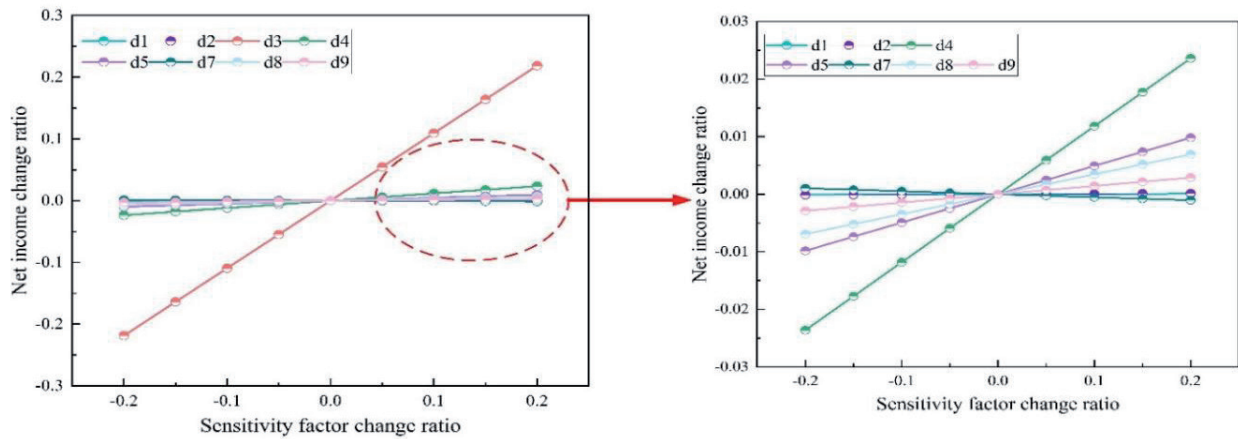 0.3
d1 d2 d3 d4
d5 d7 d8 d9
0.2
0.1
0.0
-0.1
-0.2
-0.3
Net income change ratio
-0.2 -0.1 0.0 0.1 0.2
Sensitivity factor change ratio
0.03
d1 d2 d4
d5 d7 d8 d9
0.02
0.01
0.00
-0.01
-0.02
-0.03
Net income change ratio
-0.2 -0.1 0.0 0.1 0.2
Sensitivity factor change ratio